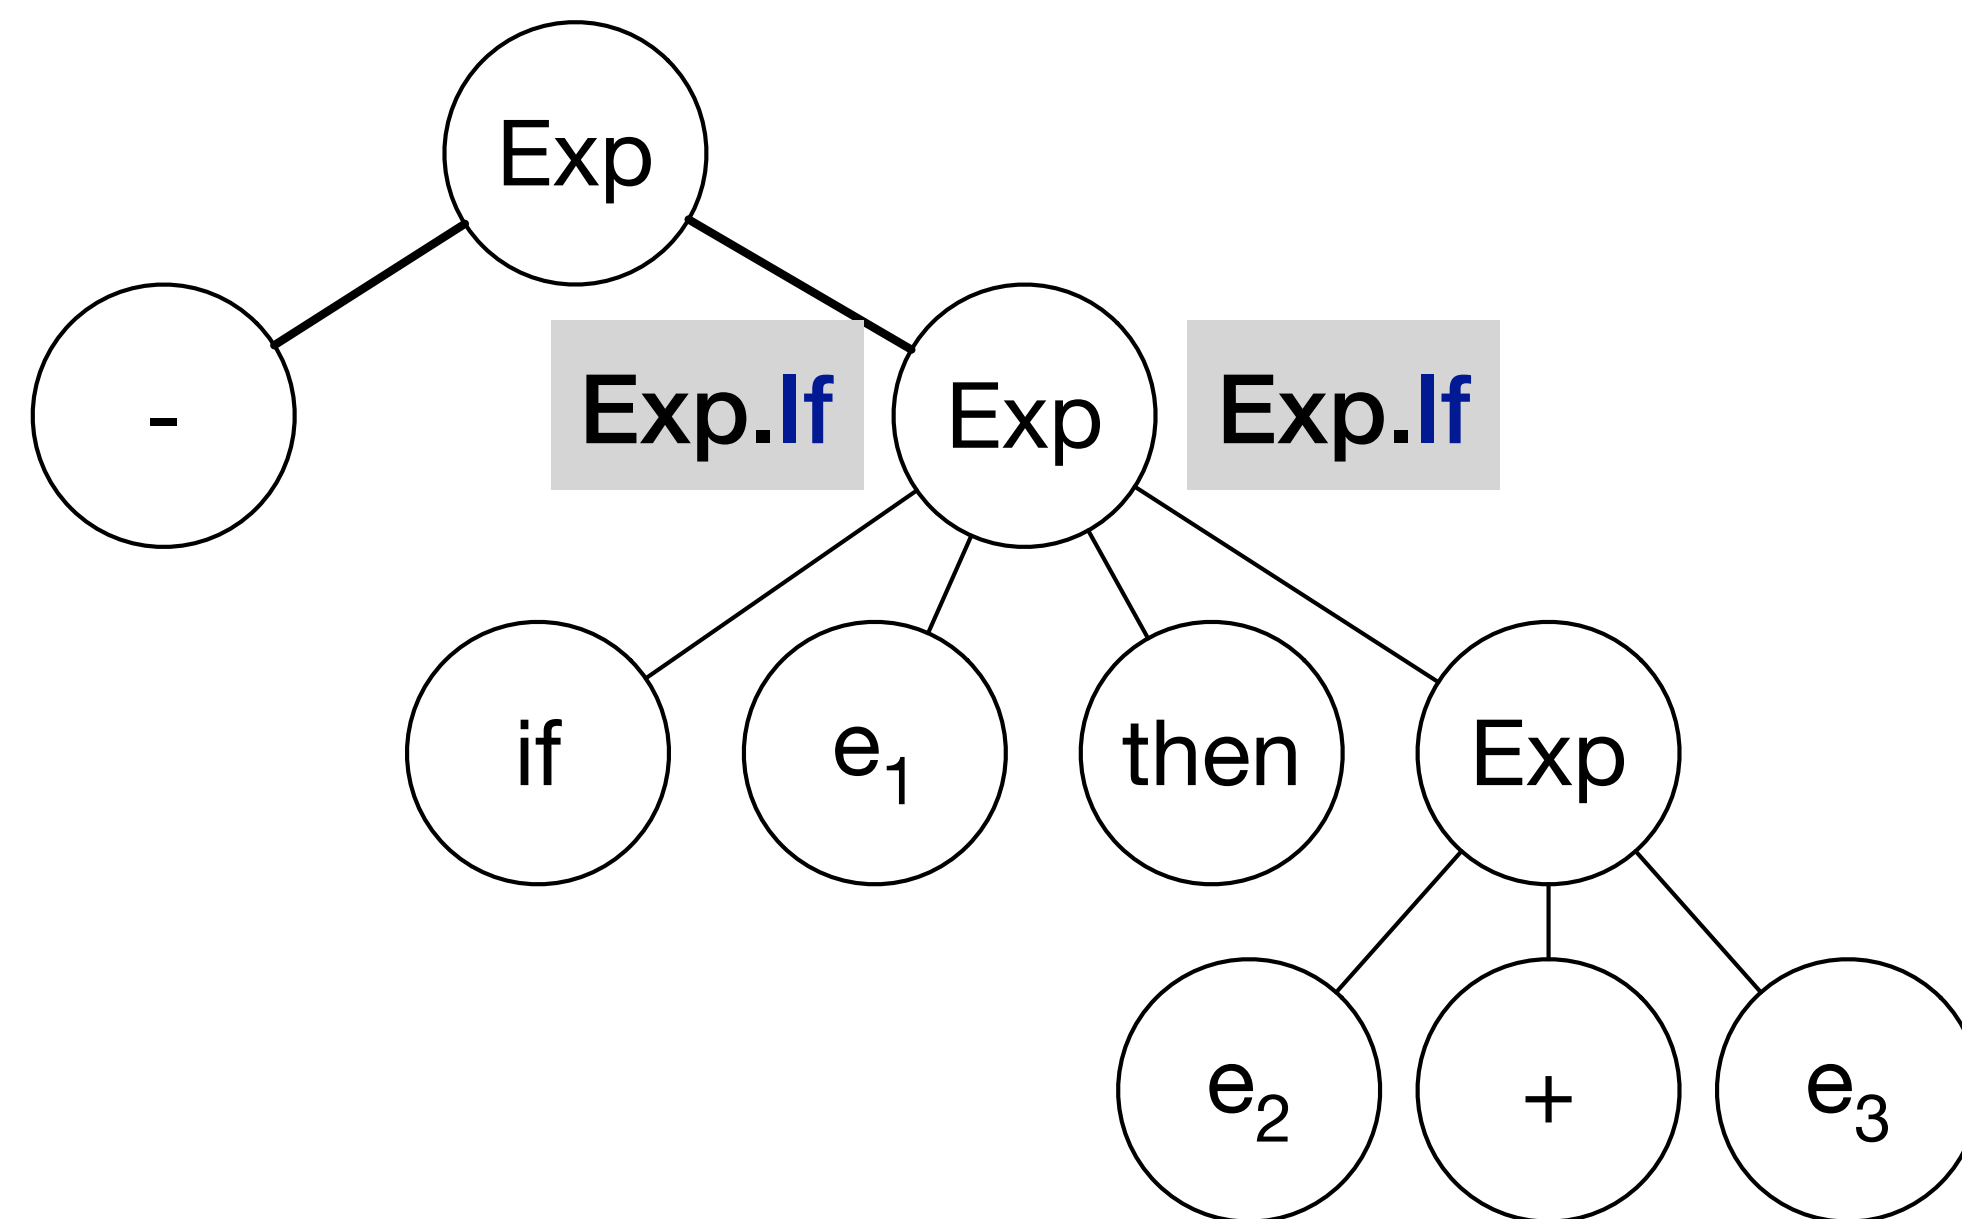 Exp
-
Exp.If
Exp
Exp.If
if
e₁
then
Exp
e₂
+
e₃